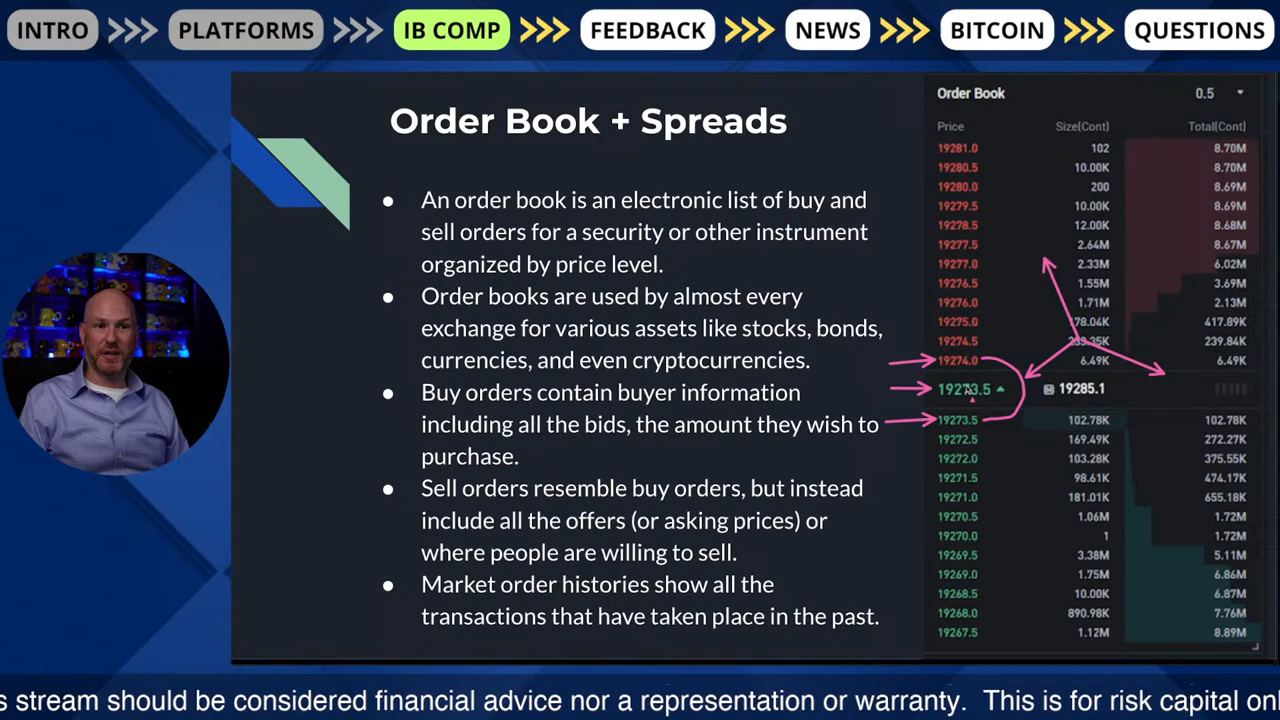 INTRO
PLATFORMS
IB COMP
FEEDBACK
NEWS
BITCOIN
QUESTIONS
Order Book + Spreads
● An order book is an electronic list of buy and
sell orders for a security or other instrument
organized by price level.
● Order books are used by almost every
exchange for various assets like stocks, bonds,
currencies, and even cryptocurrencies.
● Buy orders contain buyer information
including all the bids, the amount they wish to
purchase.
● Sell orders resemble buy orders, but instead
include all the offers (or asking prices) or
where people are willing to sell.
● Market order histories show all the
transactions that have taken place in the past.
Order Book 0.5
Price Size(Cont) Total(Cont)
19281.0 102 8.70M
19280.5 10.00K 8.70M
19280.0 200 8.69M
19279.5 10.00K 8.69M
19278.5 12.00K 8.68M
19277.5 2.64M 8.67M
19277.0 2.33M 6.02M
19276.5 1.55M 3.69M
19276.0 1.71M 2.13M
19275.0 178.04K 417.89K
19274.5 239.84K
19274.0 6.49K 6.49K
19273.5 19285.1
19273.5 102.78K 102.78K
19272.5 169.49K 272.27K
19272.0 103.28K 375.55K
19271.5 98.61K 474.17K
19271.0 181.01K 655.18K
19270.5 1.06M 1.72M
19270.0 1 1.72M
19269.5 3.38M 5.11M
19269.0 1.75M 6.86M
19268.5 10.00K 6.87M
19268.0 890.98K 7.76M
19267.5 1.12M 8.89M
s stream should be considered financial advice nor a representation or warranty. This is for risk capital on